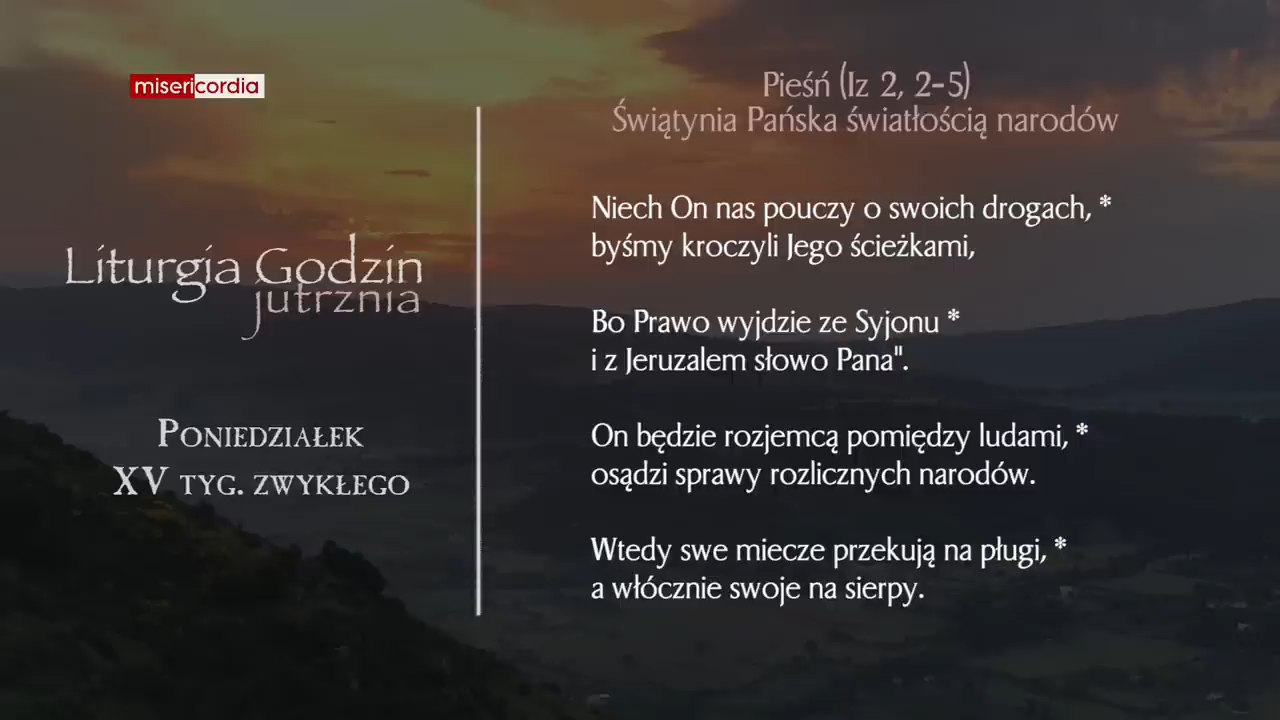 misericordia
Liturgia Godzin
jutrznia
Poniedziałek
XV tyg. zwykłego
Pieśń (Iz 2, 2-5)
Świątynia Pańska światłością narodów
Niech On nas pouczy o swoich drogach, *
byśmy kroczyli Jego ścieżkami,
Bo Prawo wyjdzie ze Syjonu *
i z Jeruzalem słowo Pana".
On będzie rozjemcą pomiędzy ludami, *
osądzi sprawy rozlicznych narodów.
Wtedy swe miecze przekują na pługi, *
a włócznie swoje na sierpy.